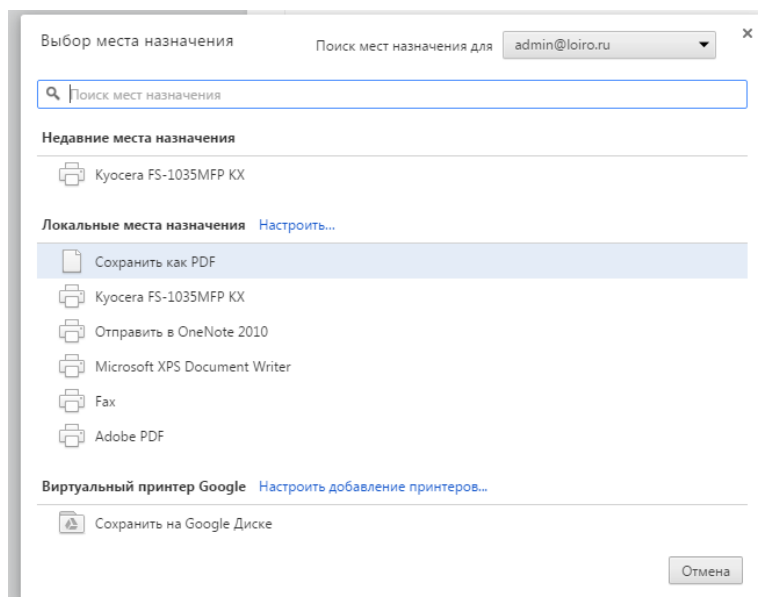 Выбор места назначения
Поиск мест назначения для admin@loiro.ru
Поиск мест назначения
Недавние места назначения
Kyocera FS-1035MFP KX
Локальные места назначения Настроить...
Сохранить как PDF
Kyocera FS-1035MFP KX
Отправить в OneNote 2010
Microsoft XPS Document Writer
Fax
Adobe PDF
Виртуальный принтер Google Настроить добавление принтеров...
Сохранить на Google Диске
Отмена